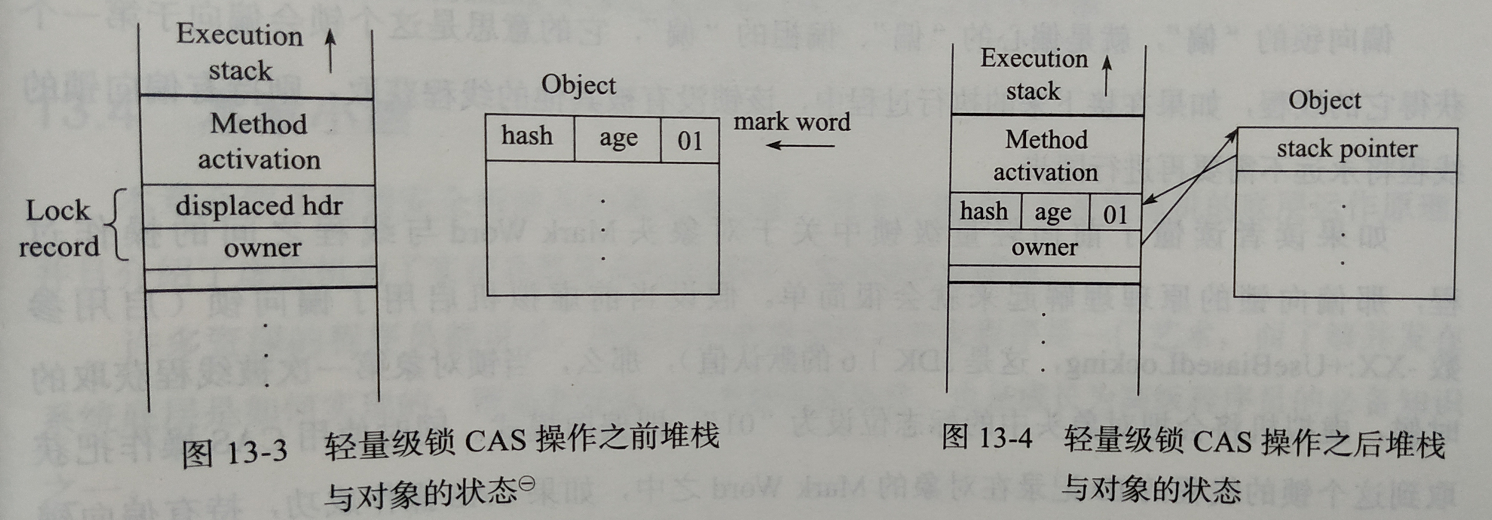 Execution
stack
Method
activation
Lock
record
displaced hdr
owner
Object
hash age 01
mark word
图 13-3 轻量级锁 CAS 操作之前堆栈
与对象的状态㊀
Execution
stack
Method
activation
hash age 01
owner
Object
stack pointer
图 13-4 轻量级锁 CAS 操作之后堆栈
与对象的状态